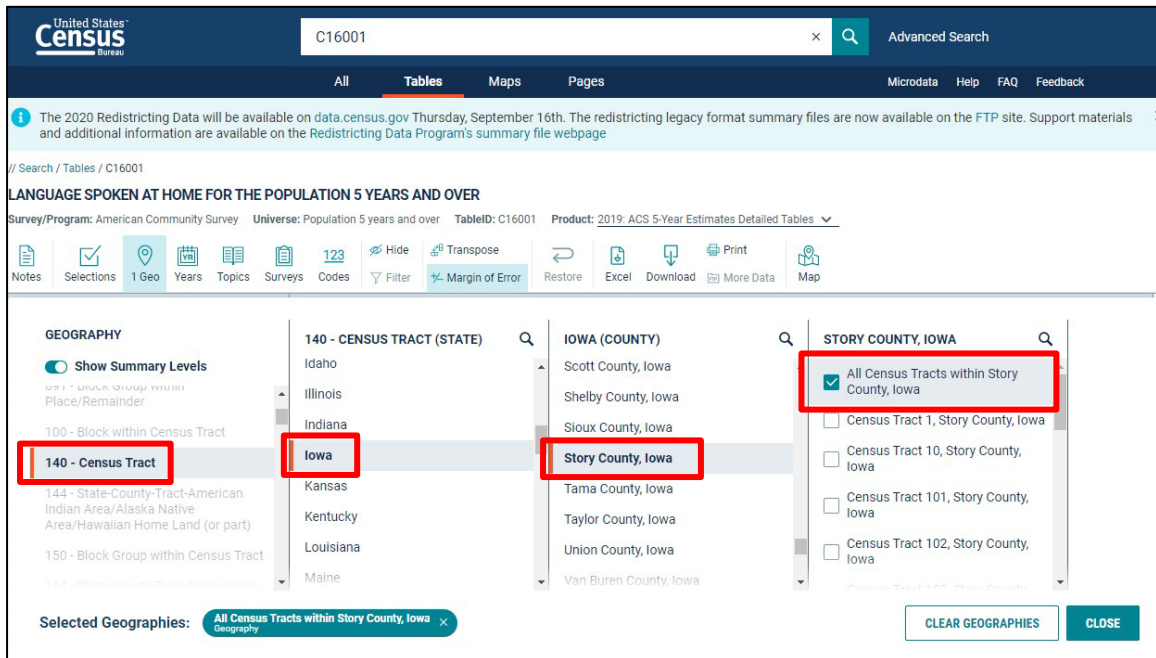 United States
Census
Bureau
C16001
×
Advanced Search
All
Tables
Maps
Pages
Microdata
Help
FAQ
Feedback
The 2020 Redistricting Data will be available on data.census.gov Thursday, September 16th. The redistricting legacy format summary files are now available on the FTP site. Support materials
and additional information are available on the Redistricting Data Program's summary file webpage
// Search / Tables / C16001
LANGUAGE SPOKEN AT HOME FOR THE POPULATION 5 YEARS AND OVER
Survey/Program: American Community Survey Universe: Population 5 years and over TableID: C16001 Product: 2019: ACS 5-Year Estimates Detailed Tables
Notes
Selections
1 Geo
YR
Years
Topics
Surveys
123
Codes
Hide
Filter
Transpose
Margin of Error
Restore
Excel
Download
Print
More Data
Map
GEOGRAPHY
Show Summary Levels
091 - Block Group within
Place/Remainder
100 - Block within Census Tract
140 - Census Tract
144 - State-County-Tract-American
Indian Area/Alaska Native
Area/Hawaiian Home Land (or part)
150 - Block Group within Census Tract
140 - CENSUS TRACT (STATE)
Idaho
Illinois
Indiana
Iowa
Kansas
Kentucky
Louisiana
Maine
IOWA (COUNTY)
Scott County, Iowa
Shelby County, Iowa
Sioux County, Iowa
Story County, Iowa
Tama County, Iowa
Taylor County, Iowa
Union County, Iowa
Van Buren County, Iowa
STORY COUNTY, IOWA
All Census Tracts within Story
County, Iowa
Census Tract 1, Story County, Iowa
Census Tract 10, Story County,
Iowa
Census Tract 101, Story County,
Iowa
Census Tract 102, Story County,
Iowa
Selected Geographies:
All Census Tracts within Story County, Iowa ×
Geography
CLEAR GEOGRAPHIES
CLOSE